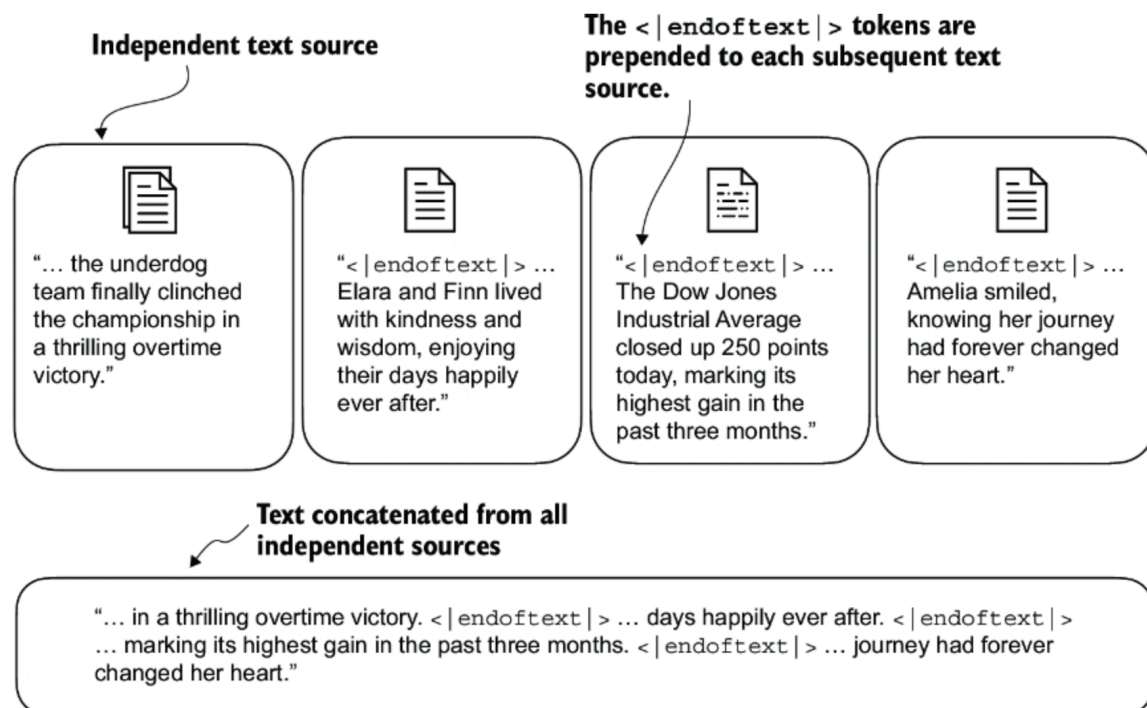 Independent text source
The <|endoftext|> tokens are
prepended to each subsequent text
source.
“… the underdog
team finally clinched
the championship in
a thrilling overtime
victory.”
“<|endoftext|> …
Elara and Finn lived
with kindness and
wisdom, enjoying
their days happily
ever after.”
“<|endoftext|> …
The Dow Jones
Industrial Average
closed up 250 points
today, marking its
highest gain in the
past three months.”
“<|endoftext|> …
Amelia smiled,
knowing her journey
had forever changed
her heart.”
Text concatenated from all
independent sources
“… in a thrilling overtime victory. <|endoftext|> … days happily ever after. <|endoftext|>
… marking its highest gain in the past three months. <|endoftext|> … journey had forever
changed her heart.”